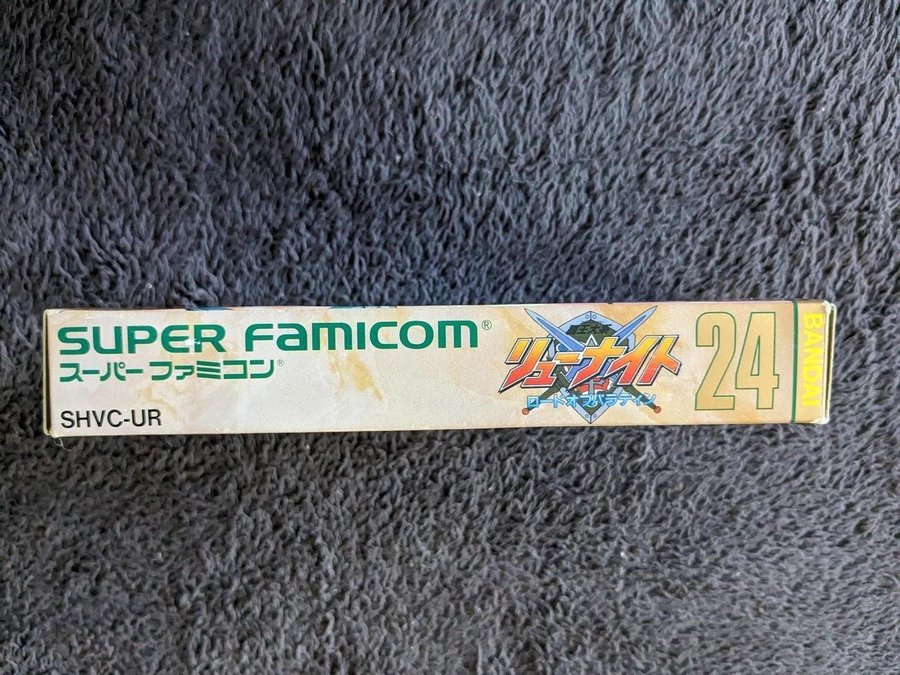 SUPER FAMICOM®
スーパーファミコン®
SHVC-UR
リューナイト
ロード・オブ・パラディン
24
BANDAI